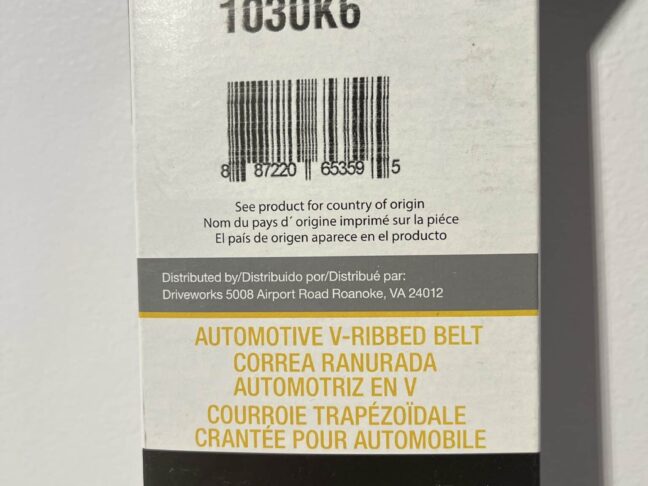 1030K6
8 87220 65359 5
See product for country of origin
Nom du pays d´ origine imprimé sur la piéce
El país de origen aparece en el producto
Distributed by/Distribuido por/Distribué par:
Driveworks 5008 Airport Road Roanoke, VA 24012
AUTOMOTIVE V-RIBBED BELT
CORREA RANURADA
AUTOMOTRIZ EN V
COURROIE TRAPÉZOÏDALE
CRANTÉE POUR AUTOMOBILE